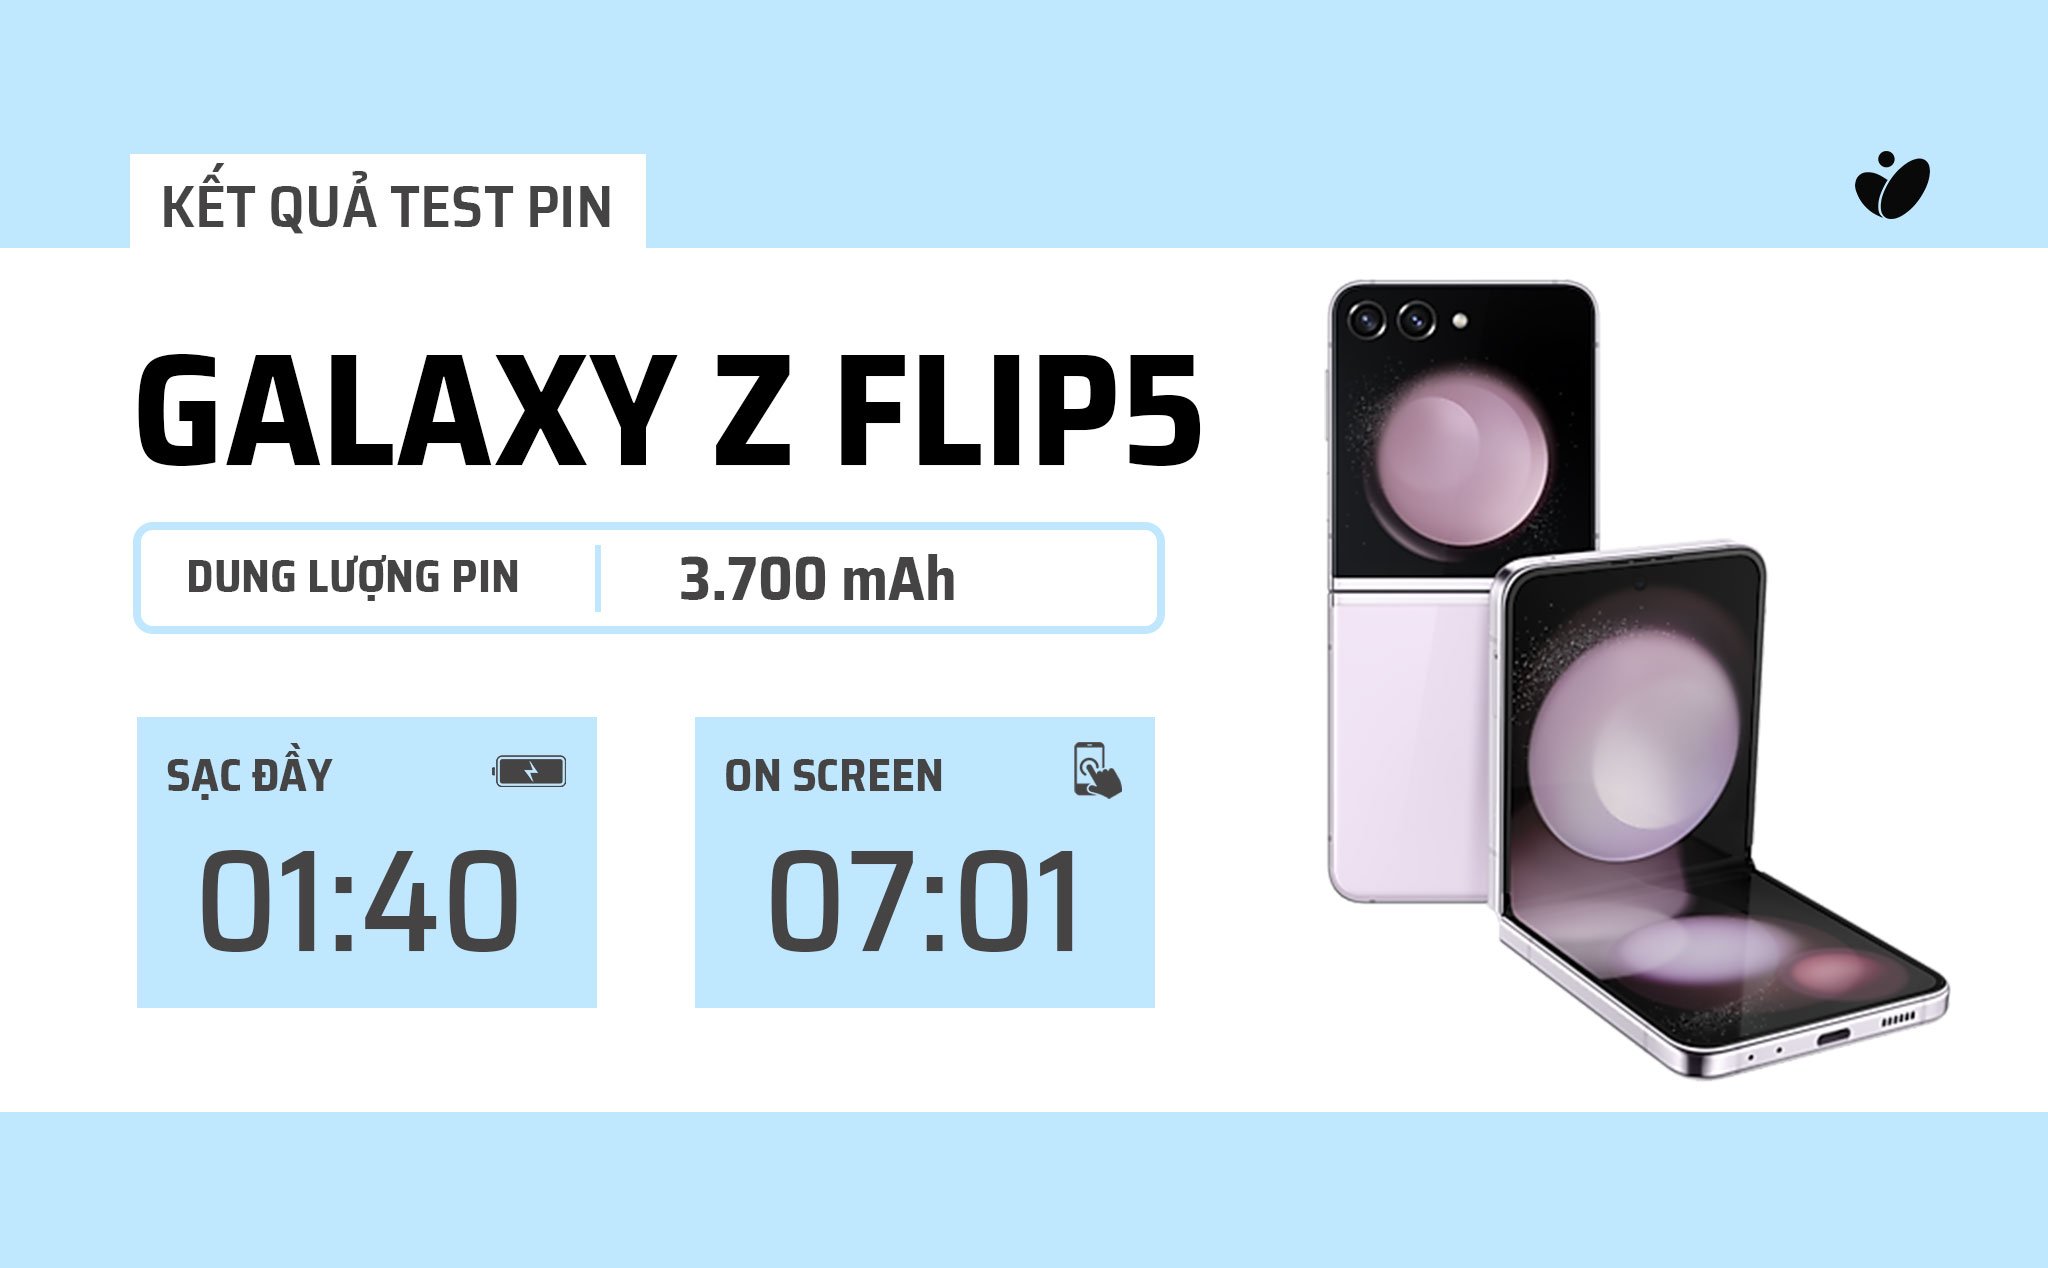 KẾT QUẢ TEST PIN
GALAXY Z FLIP5
DUNG LƯỢNG PIN
3.700 mAh
SẠC ĐẦY
01:40
ON SCREEN
07:01